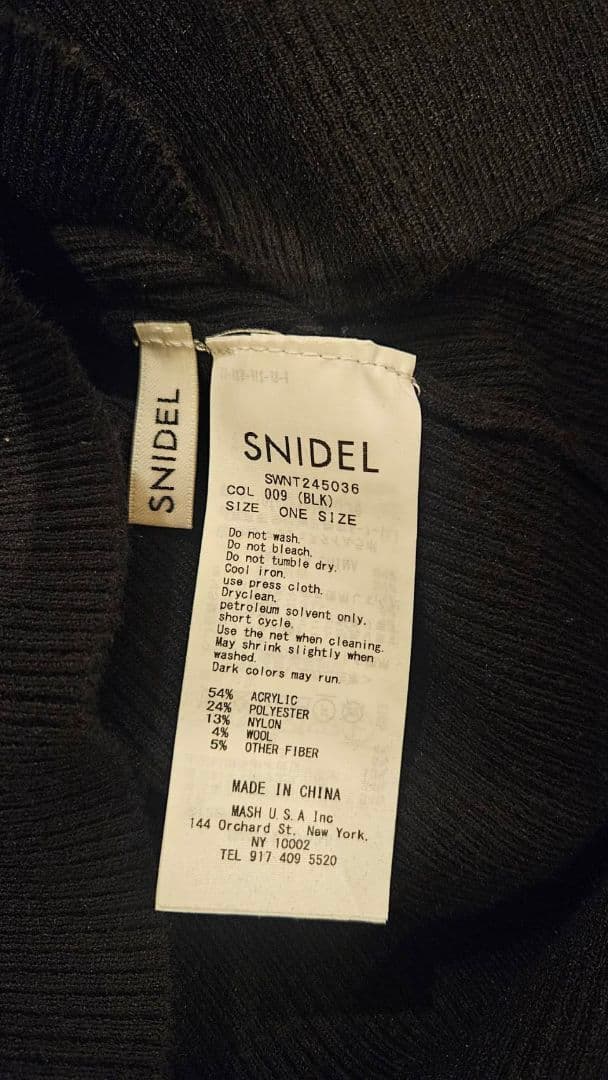 SNIDEL
SNIDEL
SWNT245036
COL 009 (BLK)
SIZE ONE SIZE
Do not wash.
Do not bleach.
Do not tumble dry.
Cool iron.
use press cloth.
Dryclean.
petroleum solvent only.
short cycle.
Use the net when cleaning.
May shrink slightly when
washed.
Dark colors may run.
54% ACRYLIC
24% POLYESTER
13% NYLON
4% WOOL
5% OTHER FIBER
MADE IN CHINA
MASH U.S.A Inc
144 Orchard St. New York.
NY 10002
TEL 917 409 5520